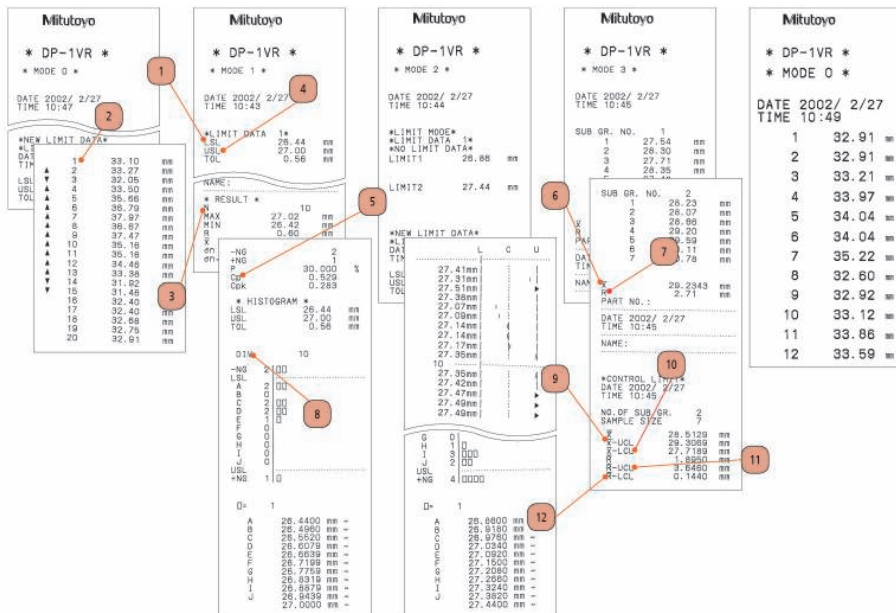 Mitutoyo
* DP-1VR *
* MODE 0 *
DATE 2002/ 2/27
TIME 10:47
*NEW LIMIT DATA*
1 33.10 mm
2 33.27 mm
3 32.05 mm
4 33.50 mm
5 35.66 mm
6 36.79 mm
7 37.97 mm
8 36.67 mm
9 37.47 mm
10 35.16 mm
11 35.16 mm
12 34.46 mm
13 33.38 mm
14 31.92 mm
15 31.46 mm
16 32.40 mm
17 32.40 mm
18 32.68 mm
19 32.75 mm
20 32.91 mm
Mitutoyo
* DP-1VR *
* MODE 1 *
DATE 2002/ 2/27
TIME 10:43
*LIMIT DATA 1*
LSL 26.44 mm
USL 27.00 mm
TOL 0.56 mm
NAME:
* RESULT *
N 10
MAX 27.02 mm
MIN 26.42 mm
R 0.60 mm
-NG 2
+NG 1
P 30.000 %
Cp 0.529
Cpk 0.283
* HISTOGRAM *
LSL 26.44 mm
USL 27.00 mm
TOL 0.56 mm
DIV. 10
-NG 2
LSL
A 2
B 0
C 2
D 2
E 1
F 0
G 0
H 0
I 0
J 0
USL
+NG 1
▯= 1
A 26.4400 mm ~
B 26.4960 mm ~
C 26.5520 mm ~
D 26.6079 mm ~
E 26.6639 mm ~
F 26.7199 mm ~
G 26.7759 mm ~
H 26.8319 mm ~
I 26.8879 mm ~
J 26.9439 mm ~
27.0000 mm ~
Mitutoyo
* DP-1VR *
* MODE 2 *
DATE 2002/ 2/27
TIME 10:44
*LIMIT MODE*
*LIMIT DATA 1*
*NO LIMIT DATA*
LIMIT1 26.86 mm
LIMIT2 27.44 mm
*NEW LIMIT DATA*
L C U
27.41mm
27.31mm
27.51mm
27.38mm
27.07mm
27.09mm
27.14mm
27.14mm
27.17mm
27.35mm
10
27.35mm
27.42mm
27.47mm
27.49mm
27.49mm
G 0
H 1
I 3
J 2
USL
+NG 4
▯= 1
A 26.8600 mm ~
B 26.9180 mm ~
C 26.9760 mm ~
D 27.0340 mm ~
E 27.0920 mm ~
F 27.1500 mm ~
G 27.2080 mm ~
H 27.2660 mm ~
I 27.3240 mm ~
J 27.3820 mm ~
27.4400 mm ~
Mitutoyo
* DP-1VR *
* MODE 3 *
DATE 2002/ 2/27
TIME 10:45
SUB GR. NO. 1
1 27.54 mm
2 28.30 mm
3 27.71 mm
4 28.35 mm
SUB GR. NO. 2
1 28.23 mm
2 28.07 mm
3 28.66 mm
4 29.20 mm
X̄ 29.2343 mm
R 2.71 mm
PART NO.:
DATE 2002/ 2/27
TIME 10:45
NAME:
*CONTROL LIMIT*
DATE 2002/ 2/27
TIME 10:45
NO.OF SUB GR. 2
SAMPLE SIZE 7
28.5129 mm
X̄-UCL 29.3069 mm
X̄-LCL 27.7189 mm
R̄ 1.8950 mm
R-UCL 3.6460 mm
R-LCL 0.1440 mm
Mitutoyo
* DP-1VR *
* MODE 0 *
DATE 2002/ 2/27
TIME 10:49
1 32.91 mm
2 32.91 mm
3 33.21 mm
4 33.97 mm
5 34.04 mm
6 34.04 mm
7 35.22 mm
8 32.60 mm
9 32.92 mm
10 33.12 mm
11 33.86 mm
12 33.59 mm
1
2
3
4
5
6
7
8
9
10
11
12